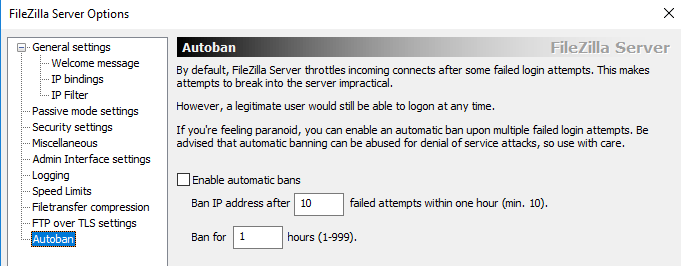 FileZilla Server Options
General settings
Welcome message
IP bindings
IP Filter
Passive mode settings
Security settings
Miscellaneous
Admin Interface settings
Logging
Speed Limits
Filetransfer compression
FTP over TLS settings
Autoban
Autoban
FileZilla Server
By default, FileZilla Server throttles incoming connects after some failed login attempts. This makes
attempts to break into the server impractical.
However, a legitimate user would still be able to logon at any time.
If you're feeling paranoid, you can enable an automatic ban upon multiple failed login attempts. Be
advised that automatic banning can be abused for denial of service attacks, so use with care.
Enable automatic bans
Ban IP address after 10 failed attempts within one hour (min. 10).
Ban for 1 hours (1-999).